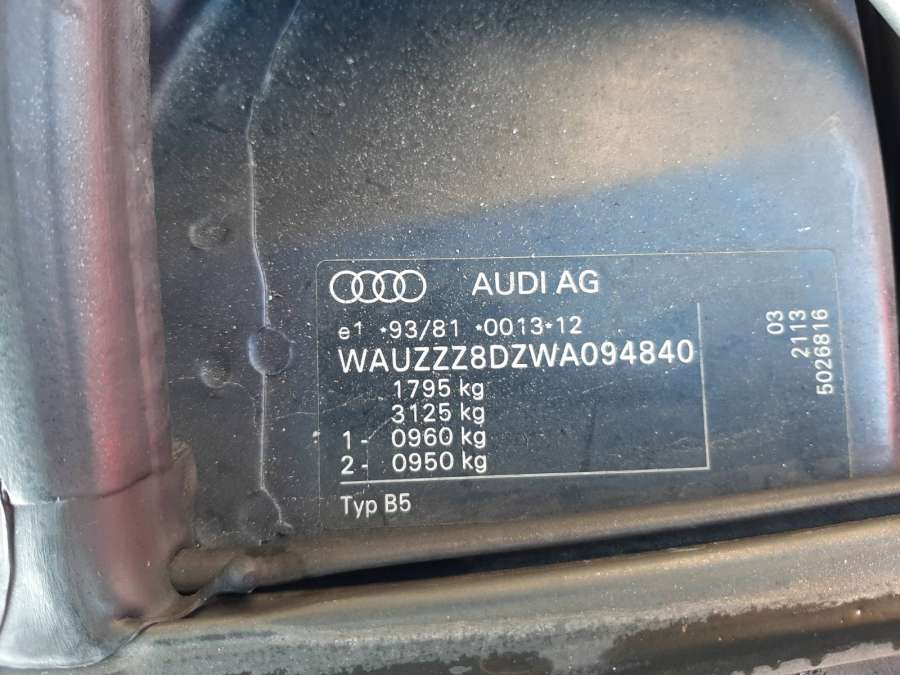 AUDI AG
e1 *93/81 *0013*12
WAUZZZ8DZWA094840
1795 kg
3125 kg
1- 0960 kg
2- 0950 kg
Typ B5
03
2113
5026816